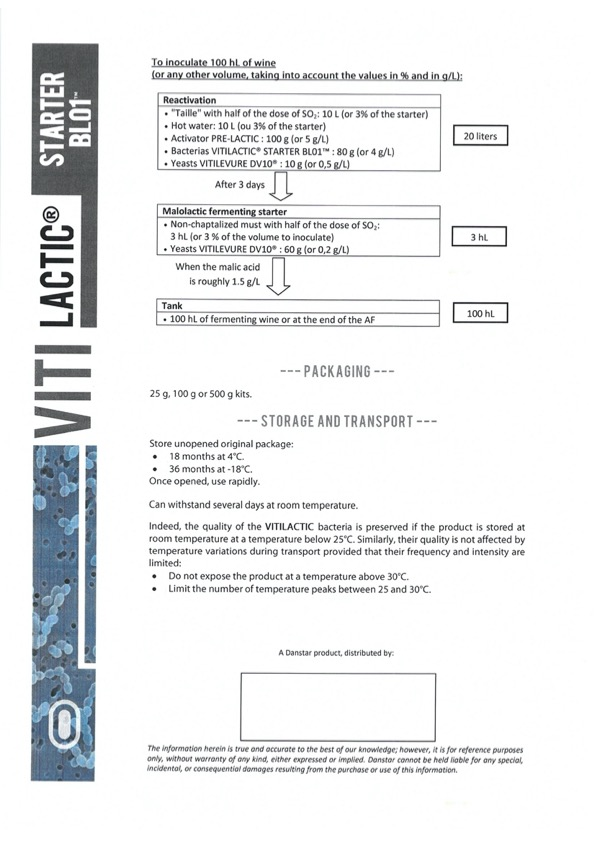 VITILACTIC®
STARTER
BL01™
To inoculate 100 hL of wine
(or any other volume, taking into account the values in % and in g/L):
Reactivation
• "Taille" with half of the dose of SO₂: 10 L (or 3% of the starter)
• Hot water: 10 L (ou 3% of the starter)
• Activator PRE-LACTIC : 100 g (or 5 g/L)
• Bacterias VITILACTIC® STARTER BL01™ : 80 g (or 4 g/L)
• Yeasts VITILEVURE DV10® : 10 g (or 0,5 g/L)
20 liters
After 3 days
Malolactic fermenting starter
• Non-chaptalized must with half of the dose of SO₂:
3 hL (or 3 % of the volume to inoculate)
• Yeasts VITILEVURE DV10® : 60 g (or 0,2 g/L)
3 hL
When the malic acid
is roughly 1.5 g/L
Tank
• 100 hL of fermenting wine or at the end of the AF
100 hL
--- PACKAGING ---
25 g, 100 g or 500 g kits.
--- STORAGE AND TRANSPORT ---
Store unopened original package:
• 18 months at 4°C.
• 36 months at -18°C.
Once opened, use rapidly.
Can withstand several days at room temperature.
Indeed, the quality of the VITILACTIC bacteria is preserved if the product is stored at
room temperature at a temperature below 25°C. Similarly, their quality is not affected by
temperature variations during transport provided that their frequency and intensity are
limited:
• Do not expose the product at a temperature above 30°C.
• Limit the number of temperature peaks between 25 and 30°C.
A Danstar product, distributed by:
The information herein is true and accurate to the best of our knowledge; however, it is for reference purposes
only, without warranty of any kind, either expressed or implied. Danstar cannot be held liable for any special,
incidental, or consequential damages resulting from the purchase or use of this information.